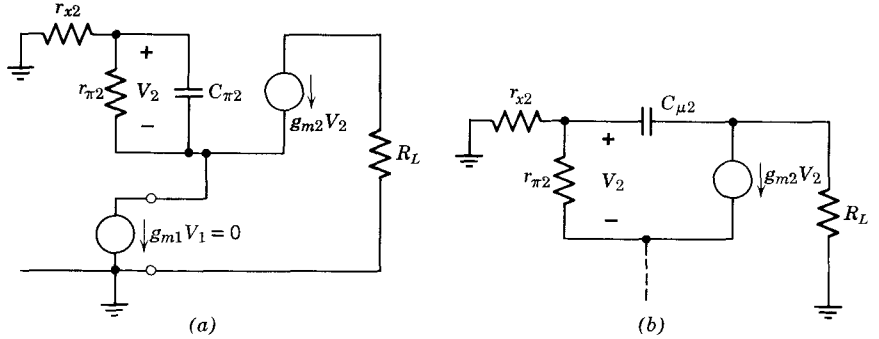 r_{x2}
+
r_{π2}
V_2
C_{π2}
−
g_{m2}V_2
R_L
g_{m1}V_1 = 0
(a)
r_{x2}
C_{μ2}
+
r_{π2}
V_2
g_{m2}V_2
−
R_L
(b)